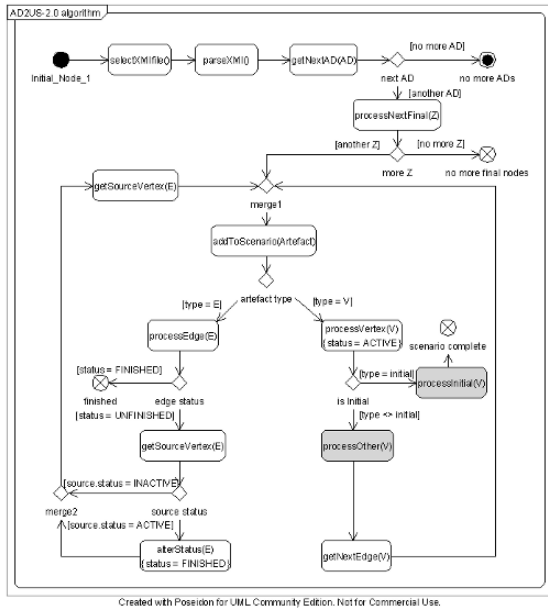 AD2US-2.0 algorithm
Initial_Node_1
selectXMIfile()
parseXMI()
getNextAD(AD)
[no more AD]
next AD
no more ADs
[another AD]
processNextFinal(Z)
[another Z]
[no more Z]
more Z
no more final nodes
getSourceVertex(E)
merge1
addToScenario(Artefact)
artefact type
[type = E]
[type = V]
processEdge(E)
processVertex(V)
{status = ACTIVE}
scenario complete
[status = FINISHED]
[type = initial]
processInitial(V)
finished
edge status
is Initial
[status = UNFINISHED]
[type <> initial]
getSourceVertex(E)
processOther(V)
[source.status = INACTIVE]
merge2
source status
[source.status = ACTIVE]
alterStatus(E)
{status = FINISHED}
getNextEdge(V)
Created with Poseidon for UML Community Edition. Not for Commercial Use.